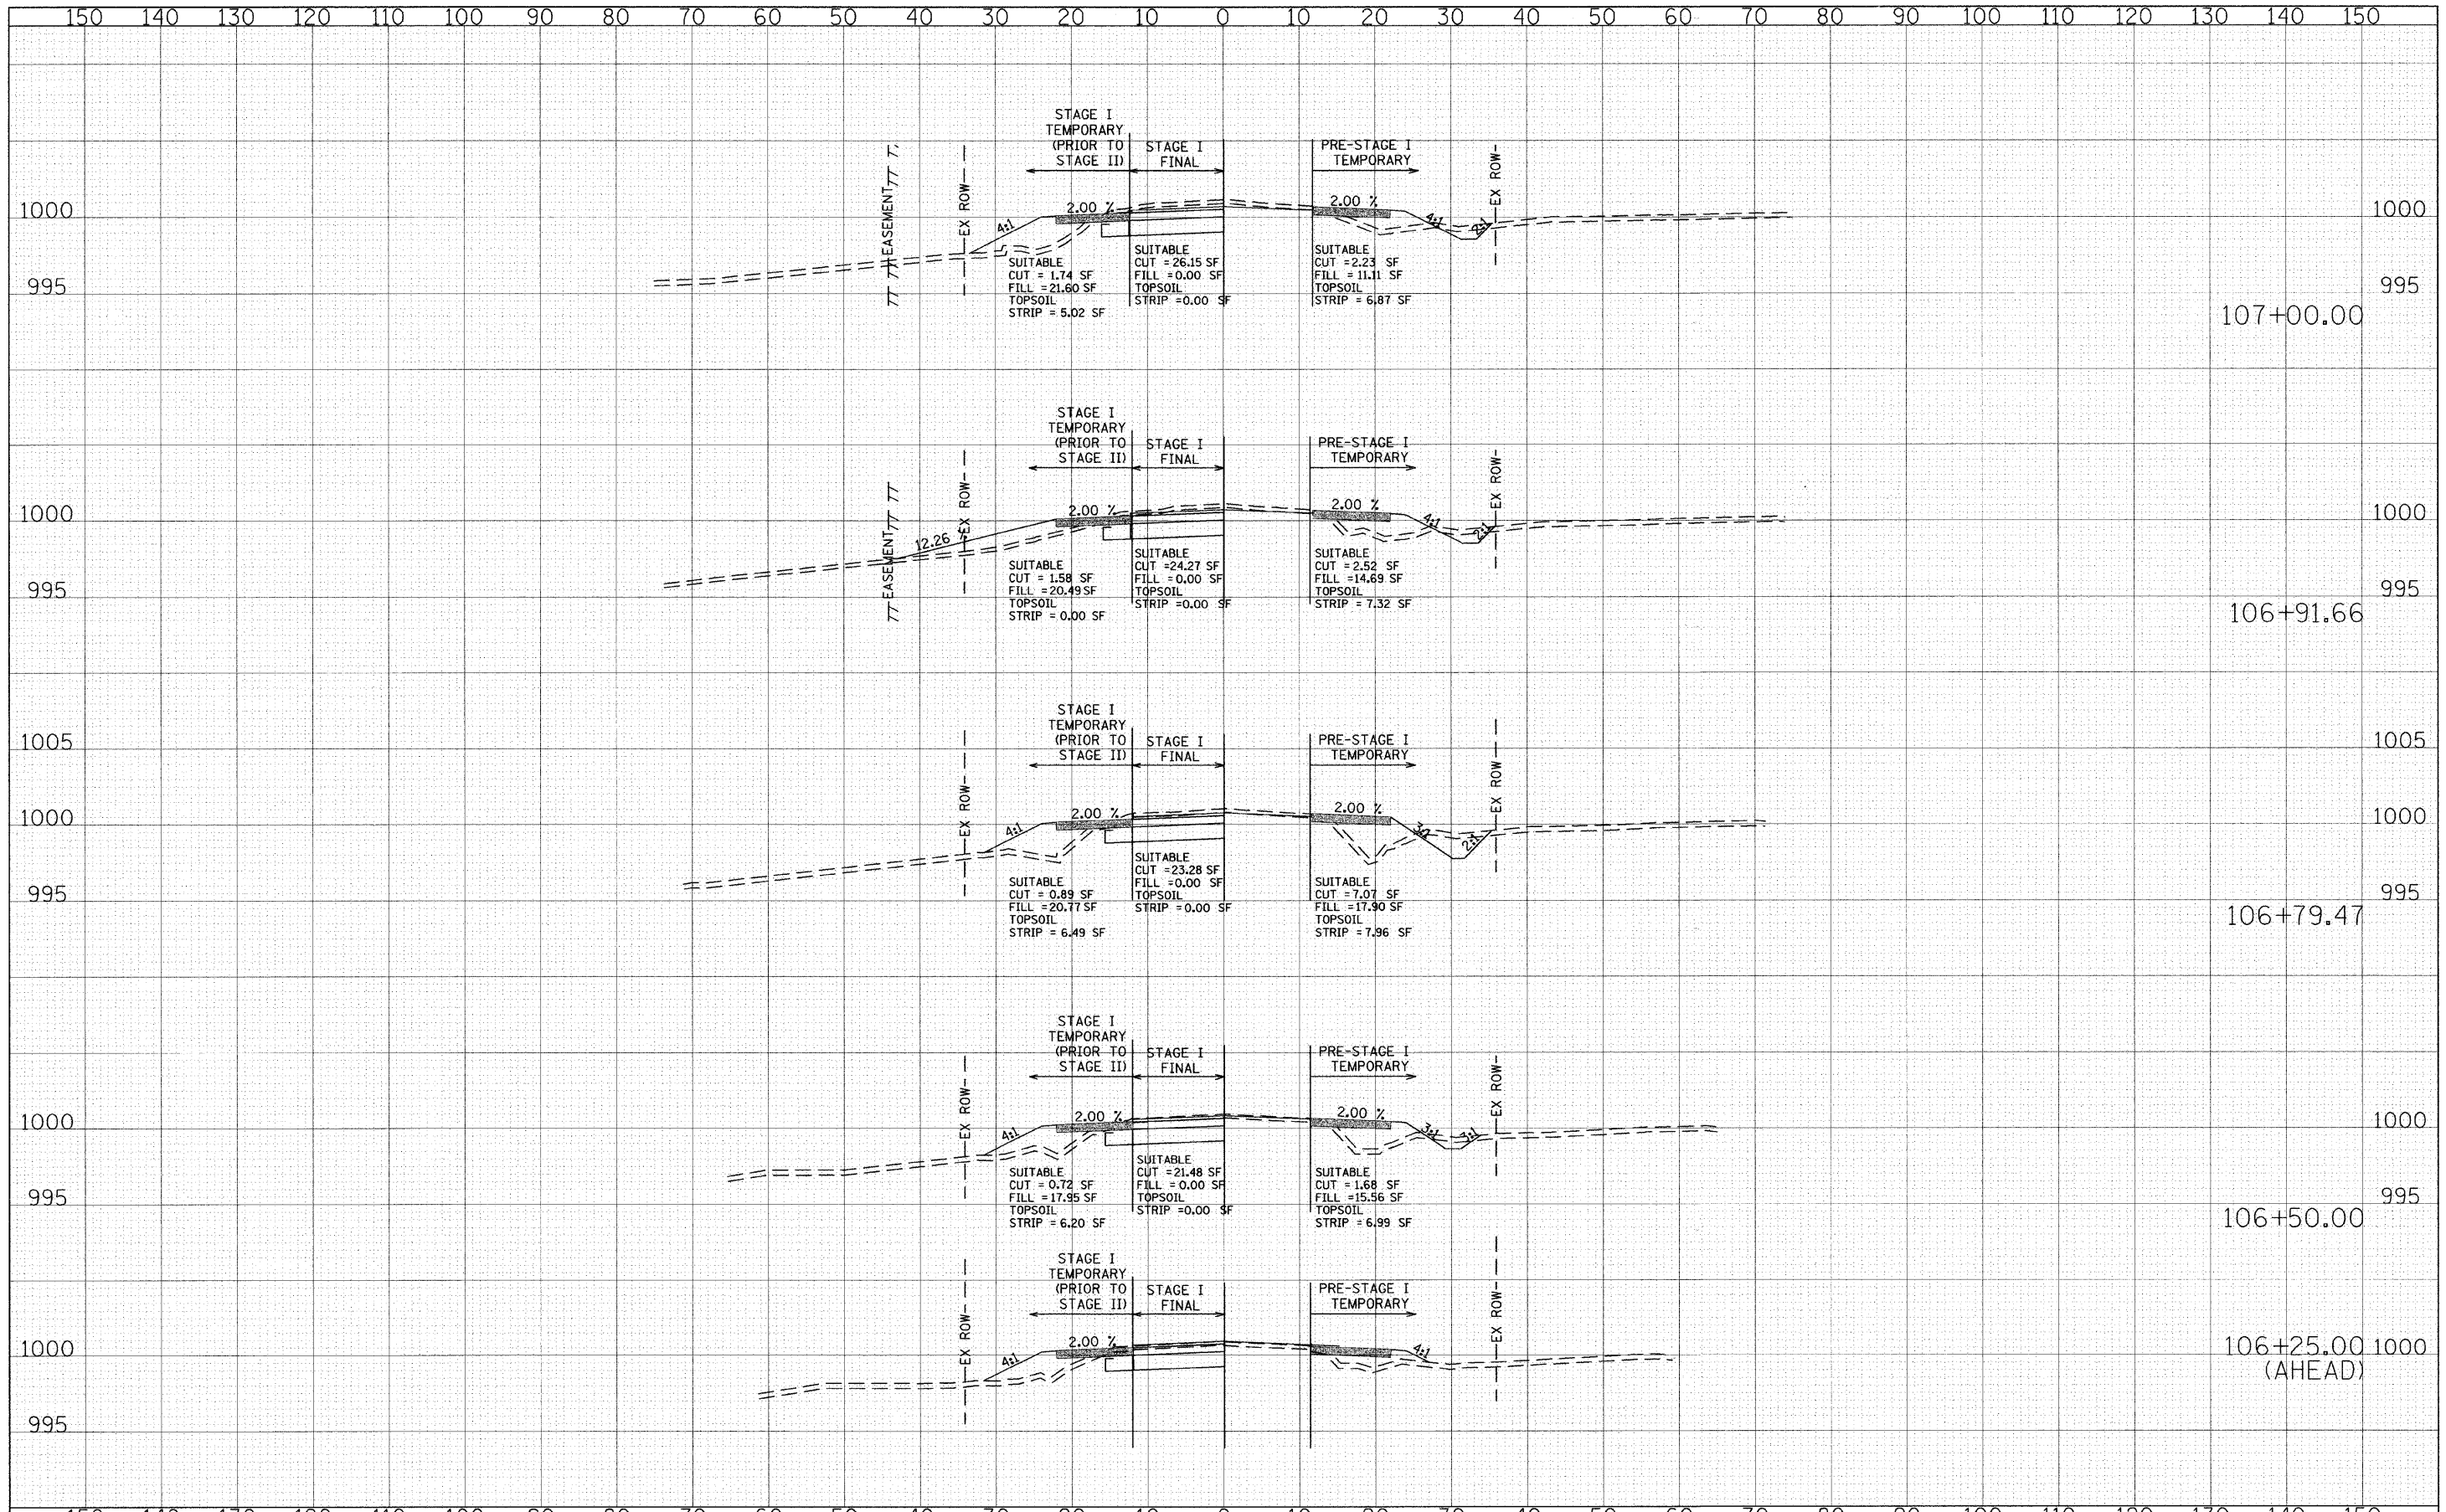 150 140 130 120 110 100 90 80 70 60 50 40 30 20 10 0 10 20 30 40 50 60 70 80 90 100 110 120 130 140 150
STAGE I
TEMPORARY
(PRIOR TO
STAGE II)
STAGE I
FINAL
PRE-STAGE I
TEMPORARY
EASEMENT
EX ROW
EX ROW
1000
4:1
2.00 %
2.00 %
4:1
2:1
1000
SUITABLE
CUT = 1.74 SF
FILL = 21.60 SF
TOPSOIL
STRIP = 5.02 SF
SUITABLE
CUT = 26.15 SF
FILL = 0.00 SF
TOPSOIL
STRIP = 0.00 SF
SUITABLE
CUT = 2.23 SF
FILL = 11.11 SF
TOPSOIL
STRIP = 6.87 SF
995
995
107+00.00
STAGE I
TEMPORARY
(PRIOR TO
STAGE II)
STAGE I
FINAL
PRE-STAGE I
TEMPORARY
EASEMENT
EX ROW
EX ROW
1000
12.26 %
2.00 %
2.00 %
4:1
2:1
1000
SUITABLE
CUT = 1.58 SF
FILL = 20.49 SF
TOPSOIL
STRIP = 0.00 SF
SUITABLE
CUT = 24.27 SF
FILL = 0.00 SF
TOPSOIL
STRIP = 0.00 SF
SUITABLE
CUT = 2.52 SF
FILL = 14.69 SF
TOPSOIL
STRIP = 7.32 SF
995
995
106+91.66
STAGE I
TEMPORARY
(PRIOR TO
STAGE II)
STAGE I
FINAL
PRE-STAGE I
TEMPORARY
1005
1005
EX ROW
EX ROW
1000
4:1
2.00 %
2.00 %
2:1
1000
SUITABLE
CUT = 0.89 SF
FILL = 20.77 SF
TOPSOIL
STRIP = 6.49 SF
SUITABLE
CUT = 23.28 SF
FILL = 0.00 SF
TOPSOIL
STRIP = 0.00 SF
SUITABLE
CUT = 7.07 SF
FILL = 17.90 SF
TOPSOIL
STRIP = 7.96 SF
995
995
106+79.47
STAGE I
TEMPORARY
(PRIOR TO
STAGE II)
STAGE I
FINAL
PRE-STAGE I
TEMPORARY
EX ROW
EX ROW
1000
4:1
2.00 %
2.00 %
3:1
3:1
1000
SUITABLE
CUT = 0.72 SF
FILL = 17.95 SF
TOPSOIL
STRIP = 6.20 SF
SUITABLE
CUT = 21.48 SF
FILL = 0.00 SF
TOPSOIL
STRIP = 0.00 SF
SUITABLE
CUT = 1.68 SF
FILL = 15.56 SF
TOPSOIL
STRIP = 6.99 SF
995
995
106+50.00
STAGE I
TEMPORARY
(PRIOR TO
STAGE II)
STAGE I
FINAL
PRE-STAGE I
TEMPORARY
EX ROW
EX ROW
1000
4:1
2.00 %
4:1
106+25.00
1000
(AHEAD)
995